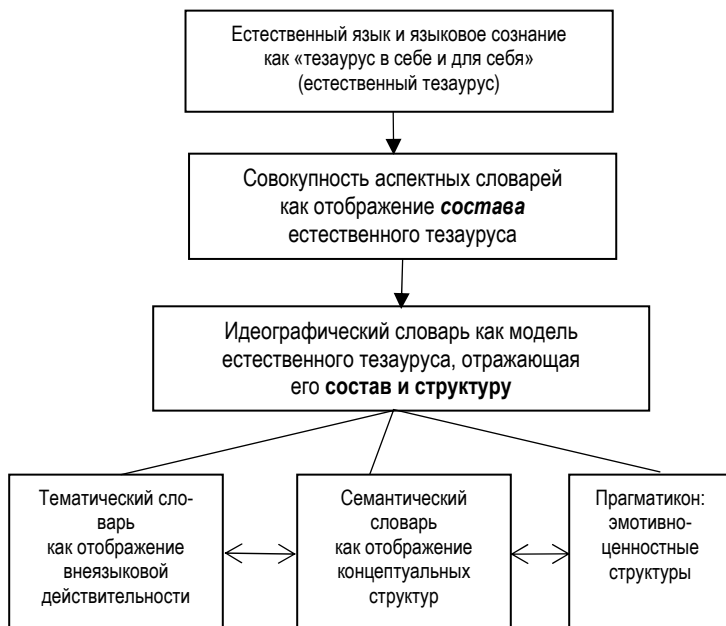 Естественный язык и языковое сознание
как «тезаурус в себе и для себя»
(естественный тезаурус)
Совокупность аспектных словарей
как отображение состава
естественного тезауруса
Идеографический словарь как модель
естественного тезауруса, отражающая
его состав и структуру
Тематический сло-
варь
как отображение
внеязыковой
действительности
Семантический
словарь
как отображение
концептуальных
структур
Прагматикон:
эмотивно-
ценностные
структуры